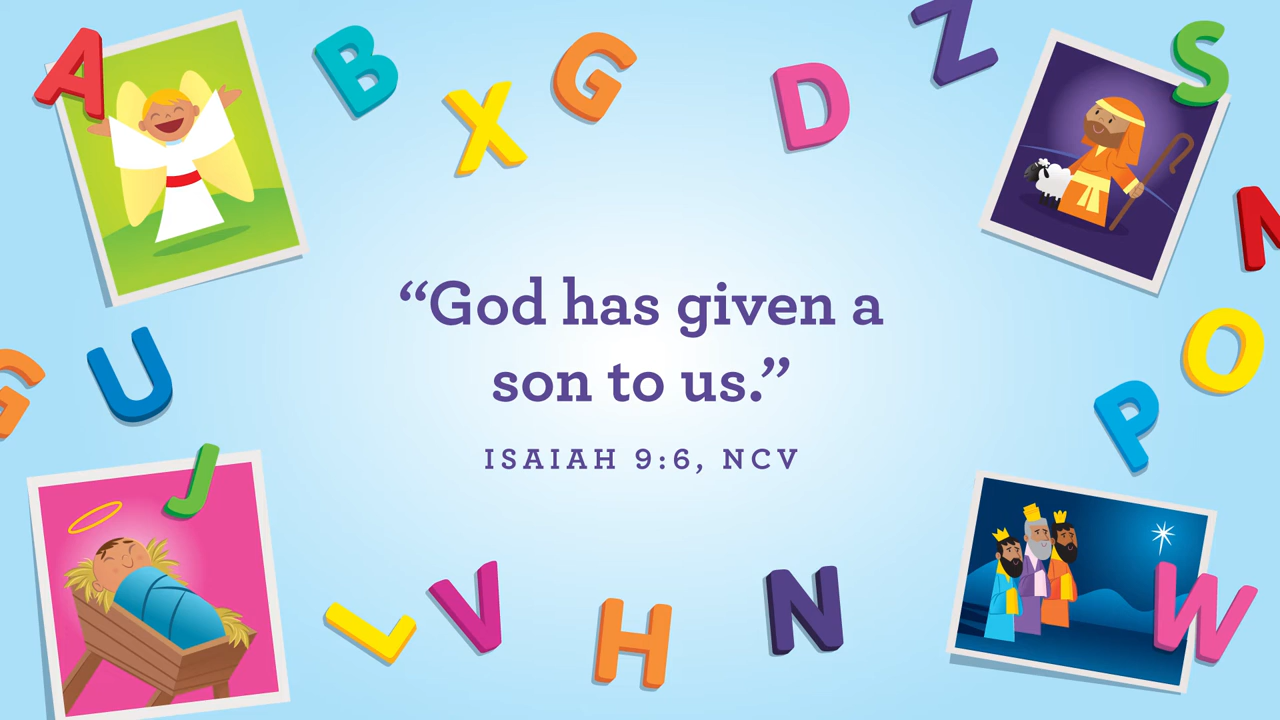 A
B
X
G
D
Z
S
N
“God has given a
son to us.”
ISAIAH 9:6, NCV
G
U
O
P
J
L
V
H
N
W